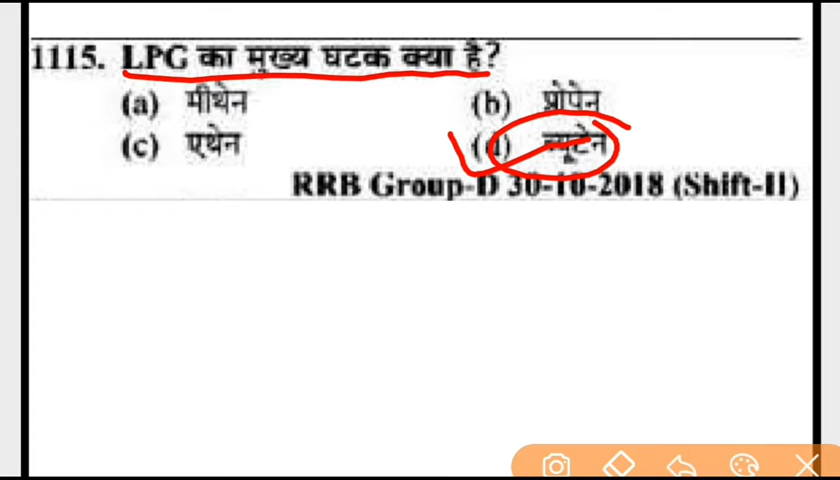 1115. LPG का मुख्य घटक क्या है?
(a) मीथेन (b) प्रोपेन
(c) एथेन (d) ब्यूटेन
RRB Group-D 30-10-2018 (Shift-II)